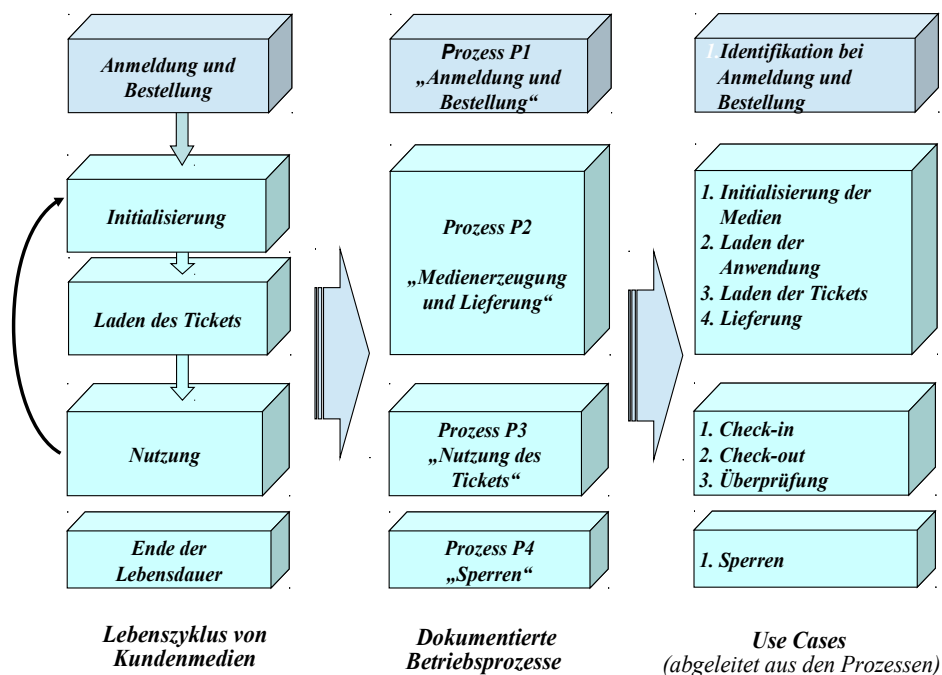 Anmeldung und
Bestellung
Initialisierung
Laden des Tickets
Nutzung
Ende der
Lebensdauer
Lebenszyklus von
Kundenmedien
Prozess P1
„Anmeldung und
Bestellung“
Prozess P2
„Medienerzeugung
und Lieferung“
Prozess P3
„Nutzung des
Tickets“
Prozess P4
„Sperren“
Dokumentierte
Betriebsprozesse
1. Identifikation bei
Anmeldung und
Bestellung
1. Initialisierung der
Medien
2. Laden der
Anwendung
3. Laden der Tickets
4. Lieferung
1. Check-in
2. Check-out
3. Überprüfung
1. Sperren
Use Cases
(abgeleitet aus den Prozessen)